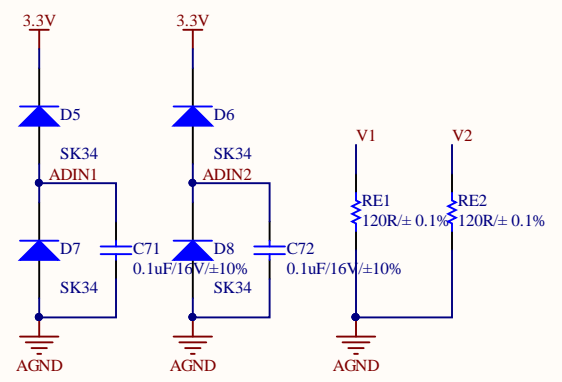 3.3V
3.3V
D5
D6
SK34
SK34
V1
V2
ADIN1
ADIN2
RE1
RE2
120R/± 0.1%
120R/± 0.1%
D7
C71
D8
C72
0.1uF/16V/±10%
0.1uF/16V/±10%
SK34
SK34
AGND
AGND
AGND